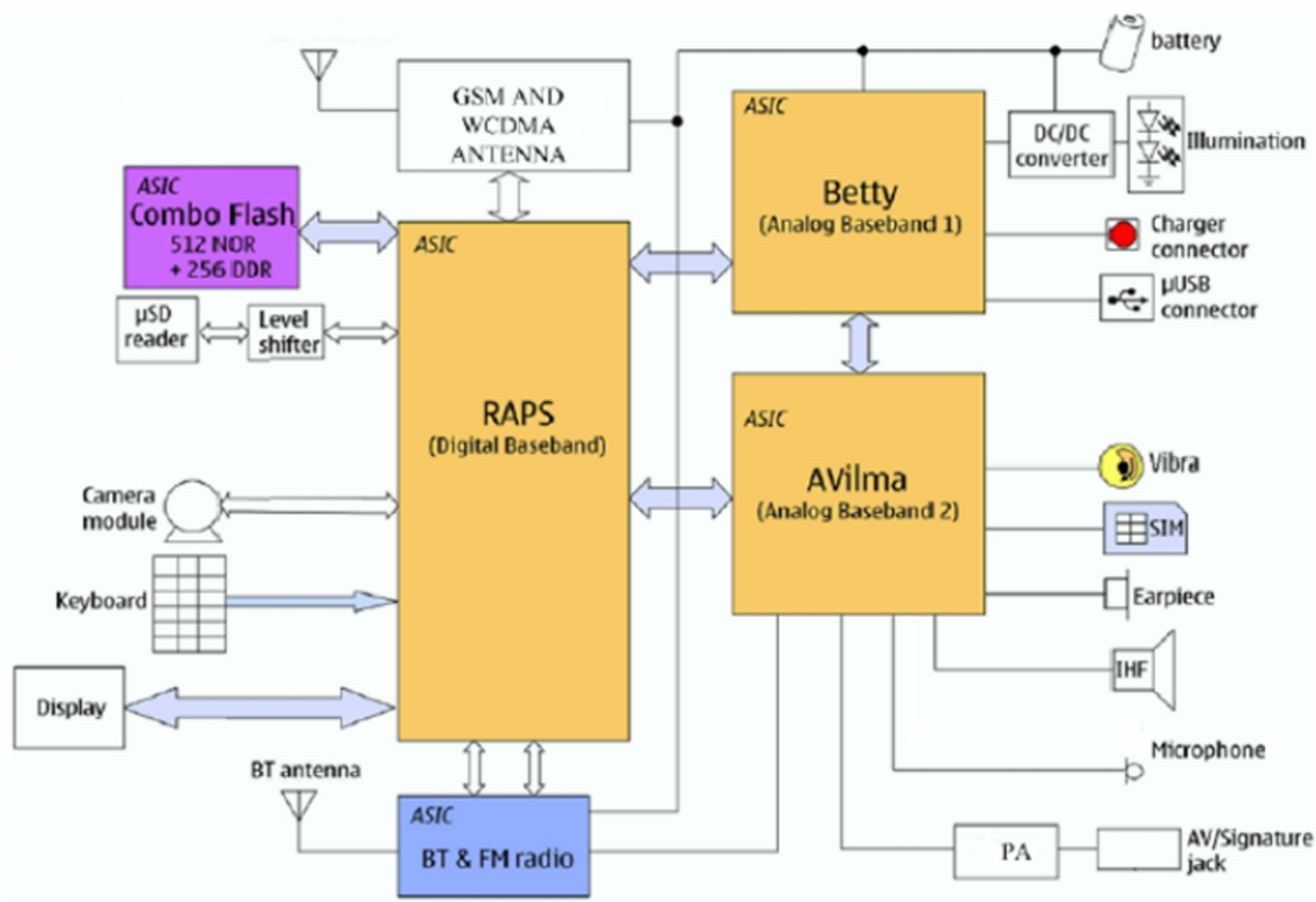 GSM AND
WCDMA
ANTENNA
battery
ASIC
Betty
(Analog Baseband 1)
DC/DC
converter
Illumination
ASIC
Combo Flash
512 NOR
+ 256 DDR
ASIC
RAPS
(Digital Baseband)
Charger
connector
µUSB
connector
µSD
reader
Level
shifter
ASIC
AVilma
(Analog Baseband 2)
Vibra
SIM
Earpiece
IHF
Microphone
Camera
module
Keyboard
Display
BT antenna
ASIC
BT & FM radio
PA
AV/Signature
jack